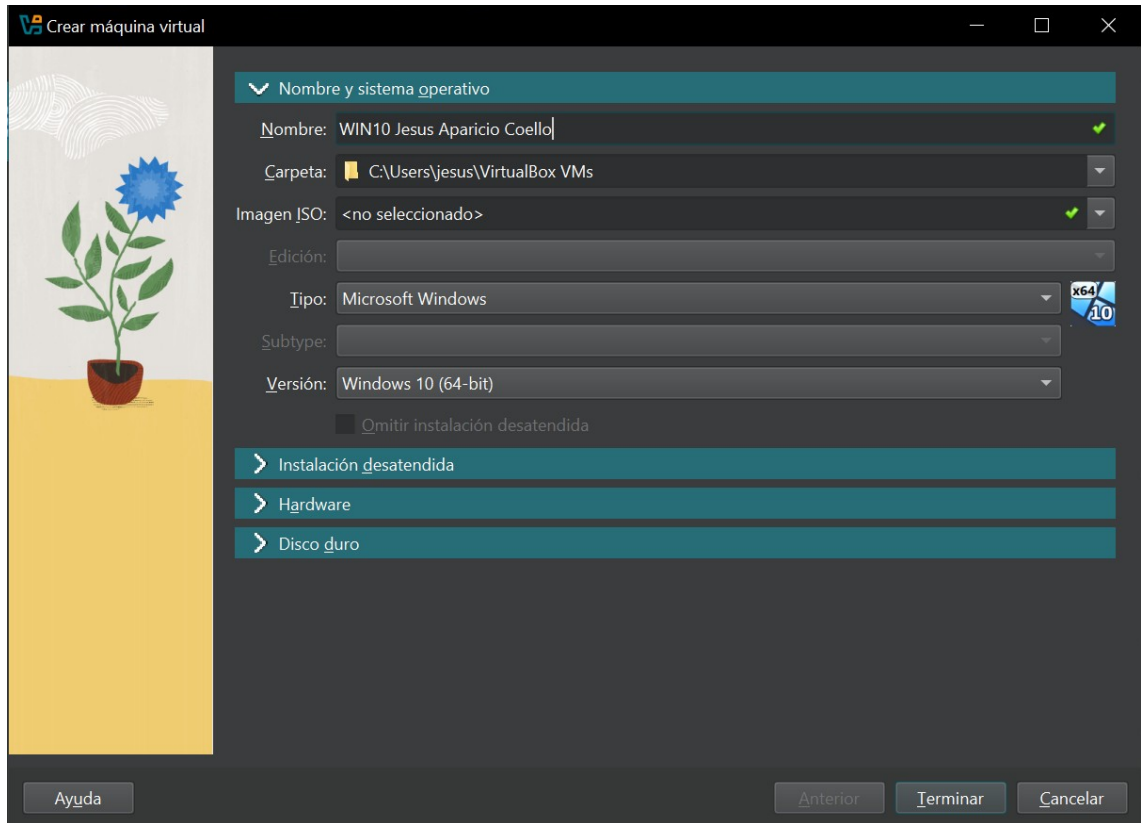 Crear máquina virtual
Nombre y sistema operativo
Nombre: WIN10 Jesus Aparicio Coello
Carpeta: C:\Users\jesus\VirtualBox VMs
Imagen ISO: <no seleccionado>
Edición:
Tipo: Microsoft Windows
x64
10
Subtype:
Versión: Windows 10 (64-bit)
Omitir instalación desatendida
Instalación desatendida
Hardware
Disco duro
Ayuda Anterior Terminar Cancelar